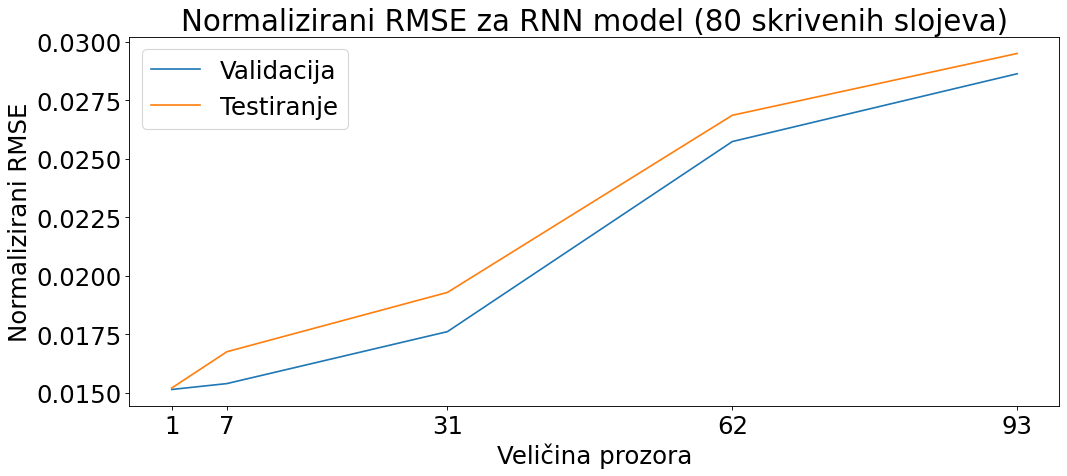 Normalizirani RMSE za RNN model (80 skrivenih slojeva)
Validacija
Testiranje
Normalizirani RMSE
0.0300
0.0275
0.0250
0.0225
0.0200
0.0175
0.0150
1 7 31 62 93
Veličina prozora